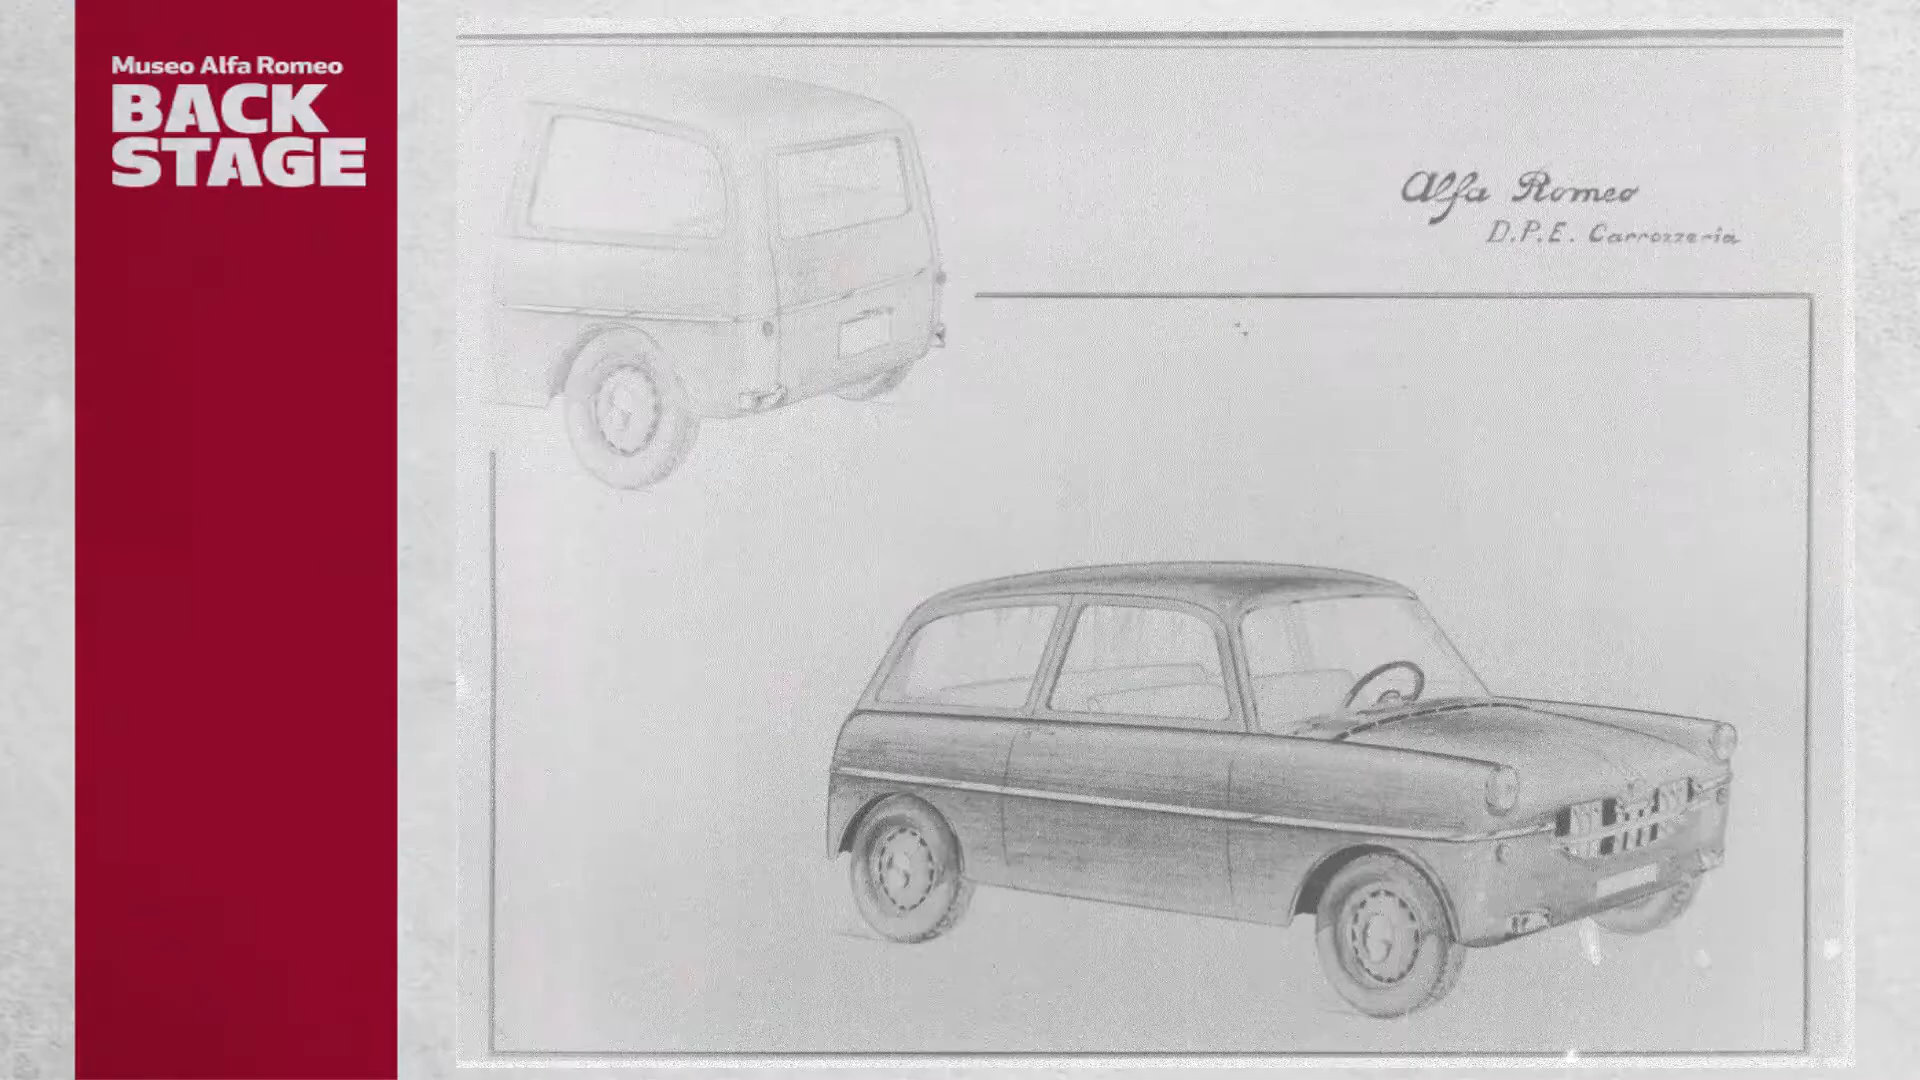 Museo Alfa Romeo
BACK
STAGE
Alfa Romeo
D.P.E. Carrozzeria